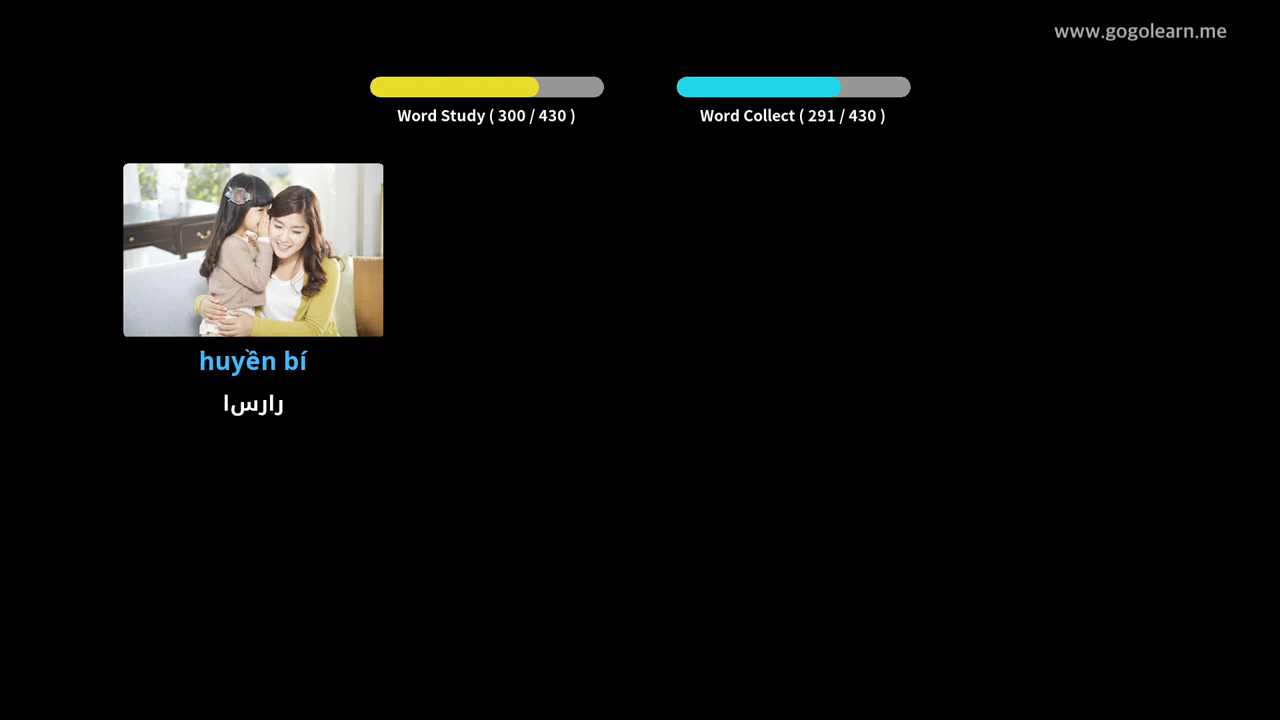 www.gogolearn.me
Word Study ( 300 / 430 )
Word Collect ( 291 / 430 )
huyền bí
رارسا